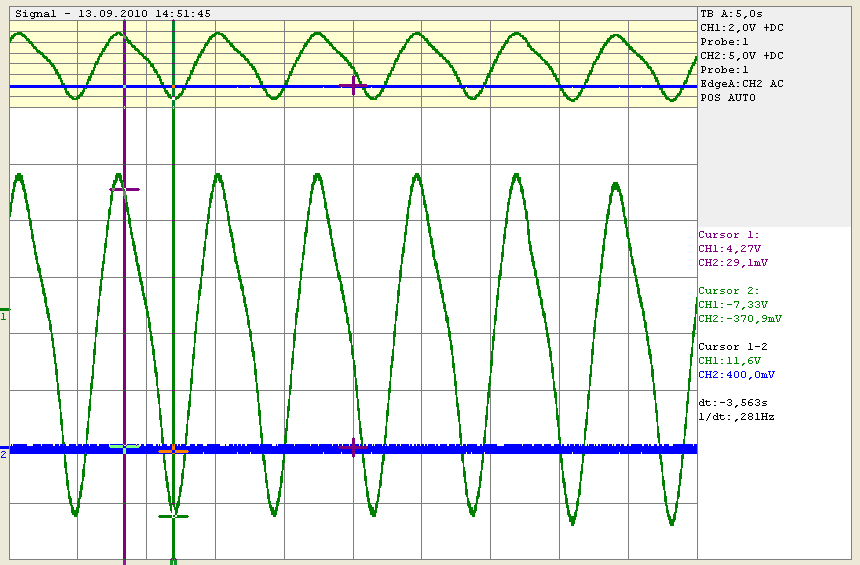 Signal - 13.09.2010 14:51:45
TB A:5,0s
CH1:2,0V +DC
Probe:1
CH2:5,0V +DC
Probe:1
EdgeA:CH2 AC
POS AUTO
Cursor 1:
CH1:4,27V
CH2:29,1mV
Cursor 2:
CH1:-7,33V
CH2:-370,9mV
Cursor 1-2
CH1:11,6V
CH2:400,0mV
dt:-3,563s
1/dt:,281Hz
1
2